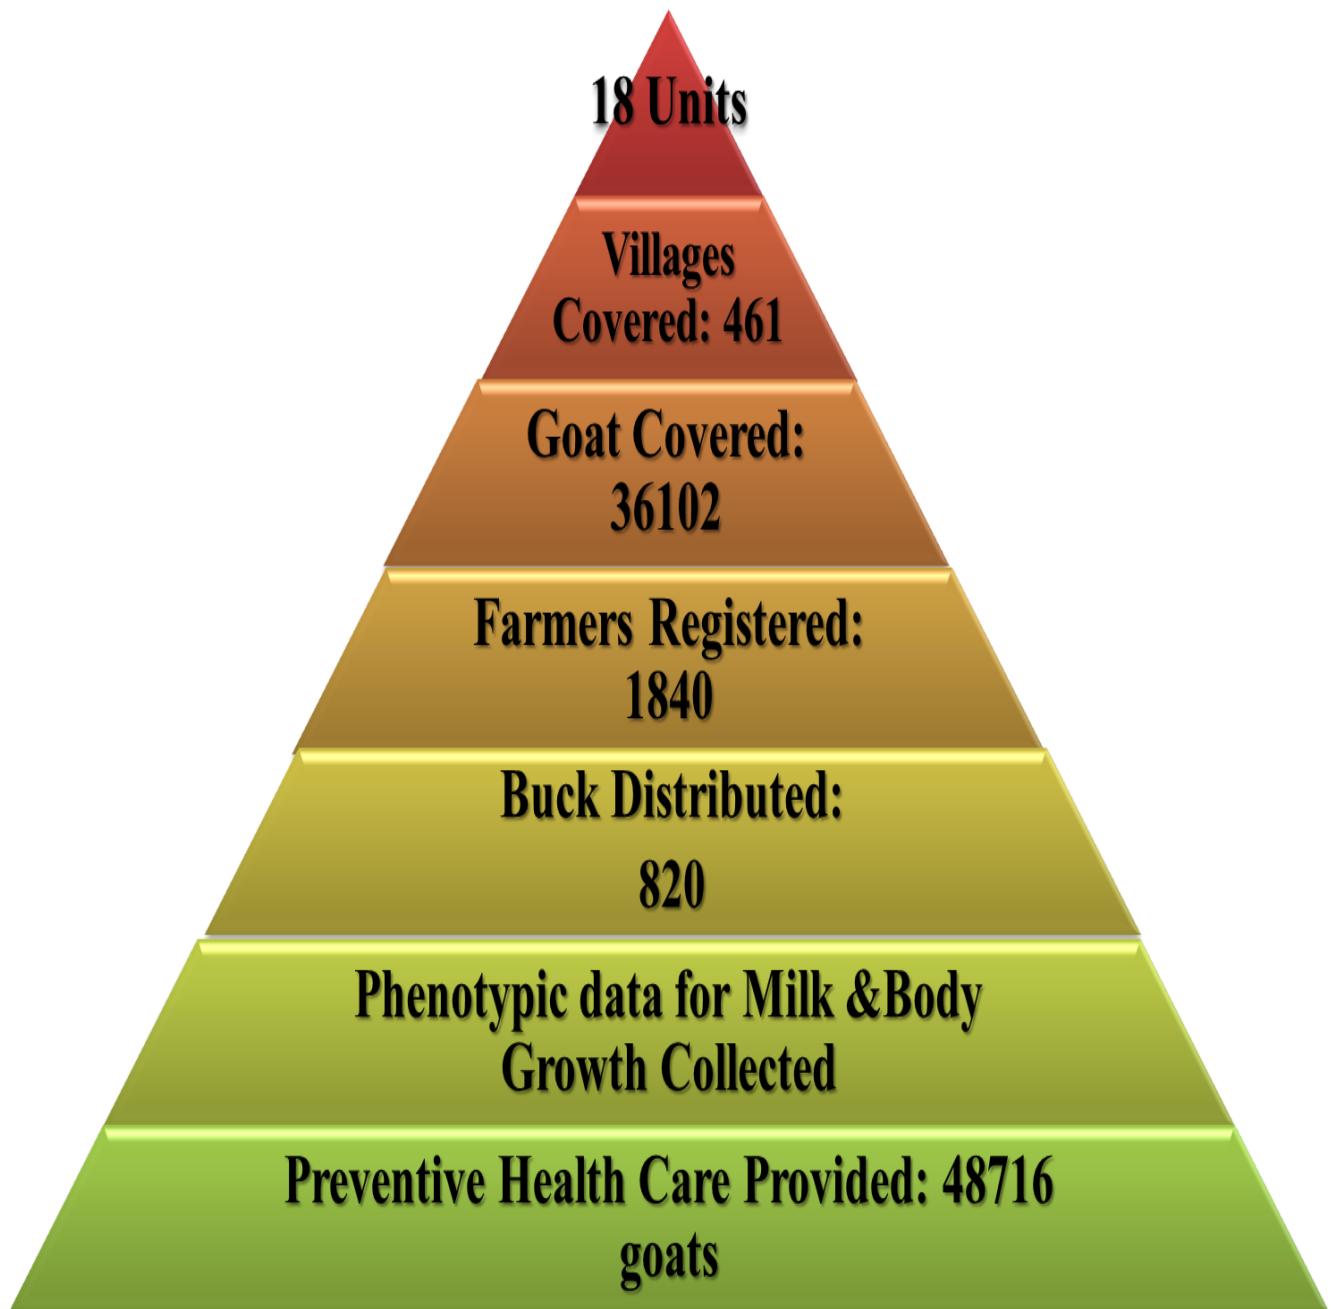 18 Units
Villages
Covered: 461
Goat Covered:
36102
Farmers Registered:
1840
Buck Distributed:
820
Phenotypic data for Milk &Body
Growth Collected
Preventive Health Care Provided: 48716
goats